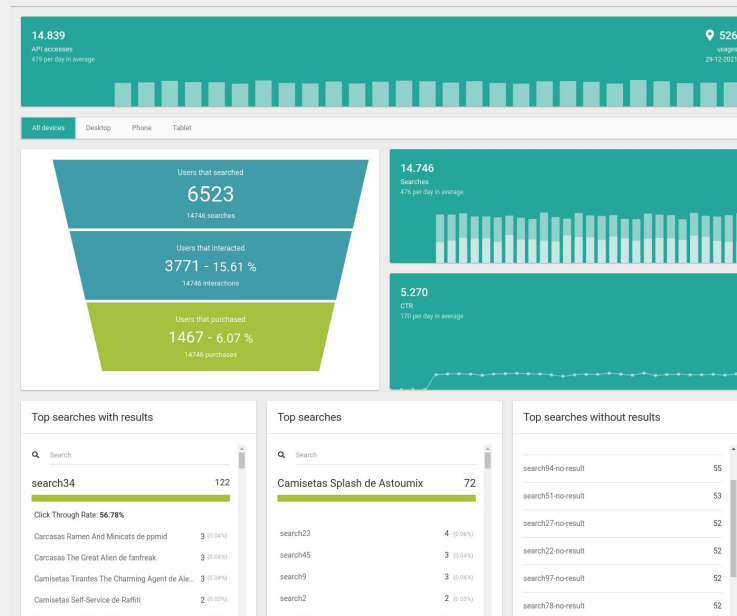 14.839
API accesses
479 per day in average
526
usages
29-12-2021
All devices Desktop Phone Tablet
Users that searched
6523
14746 searches
Users that interacted
3771 - 15.61 %
14746 interactions
Users that purchased
1467 - 6.07 %
14746 purchases
14.746
Searches
476 per day in average
5.270
CTR
170 per day in average
Top searches with results
Search
search34 122
Click Through Rate: 56.78%
Carcasas Ramen And Minicats de ppmid 3 (0.04%)
Carcasas The Great Alien de fanfreak 3 (0.04%)
Camisetas Tirantes The Charming Agent de Ale... 3 (0.04%)
Camisetas Self-Service de Raffiti 2 (0.03%)
Top searches
Search
Camisetas Splash de Astoumix 72
search23 4 (0.06%)
search45 3 (0.04%)
search9 3 (0.04%)
search2 2 (0.03%)
Top searches without results
search94-no-result 55
search51-no-result 53
search27-no-result 52
search22-no-result 52
search97-no-result 52
search78-no-result 52